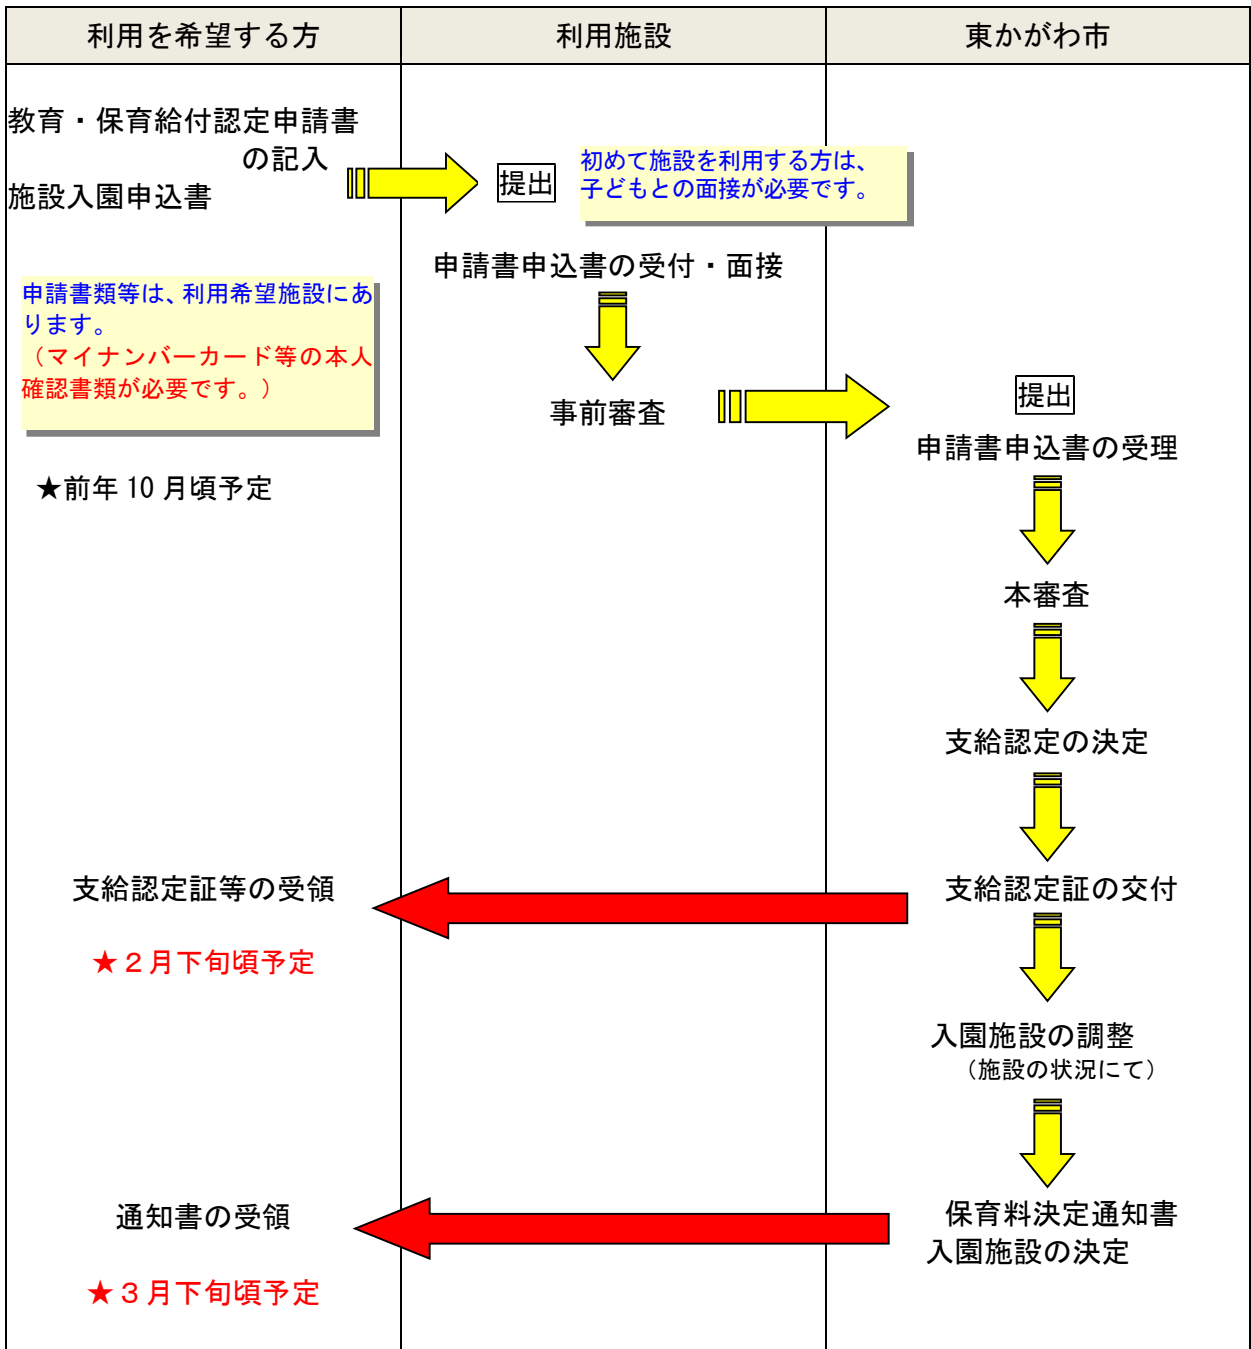 利用を希望する方
利用施設
東かがわ市
教育・保育給付認定申請書
の記入
施設入園申込書
提出
初めて施設を利用する方は、
子どもとの面接が必要です。
申請書申込書の受付・面接
申請書類等は、利用希望施設にあ
ります。
（マイナンバーカード等の本人
確認書類が必要です。）
事前審査
提出
申請書申込書の受理
★前年 10 月頃予定
本審査
支給認定の決定
支給認定証等の受領
支給認定証の交付
★２月下旬頃予定
入園施設の調整
（施設の状況にて）
通知書の受領
保育料決定通知書
入園施設の決定
★３月下旬頃予定